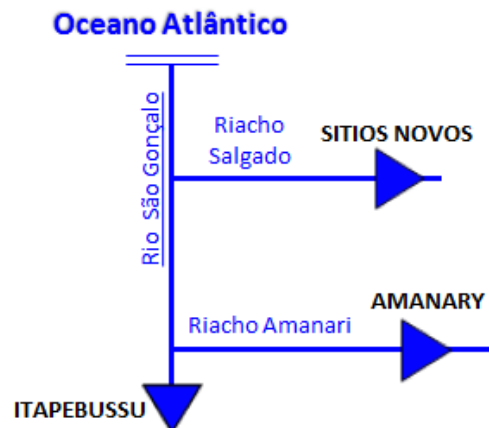 Oceano Atlântico
Rio São Gonçalo
Riacho
Salgado
SITIOS NOVOS
AMANARY
Riacho Amanari
ITAPEBUSSU